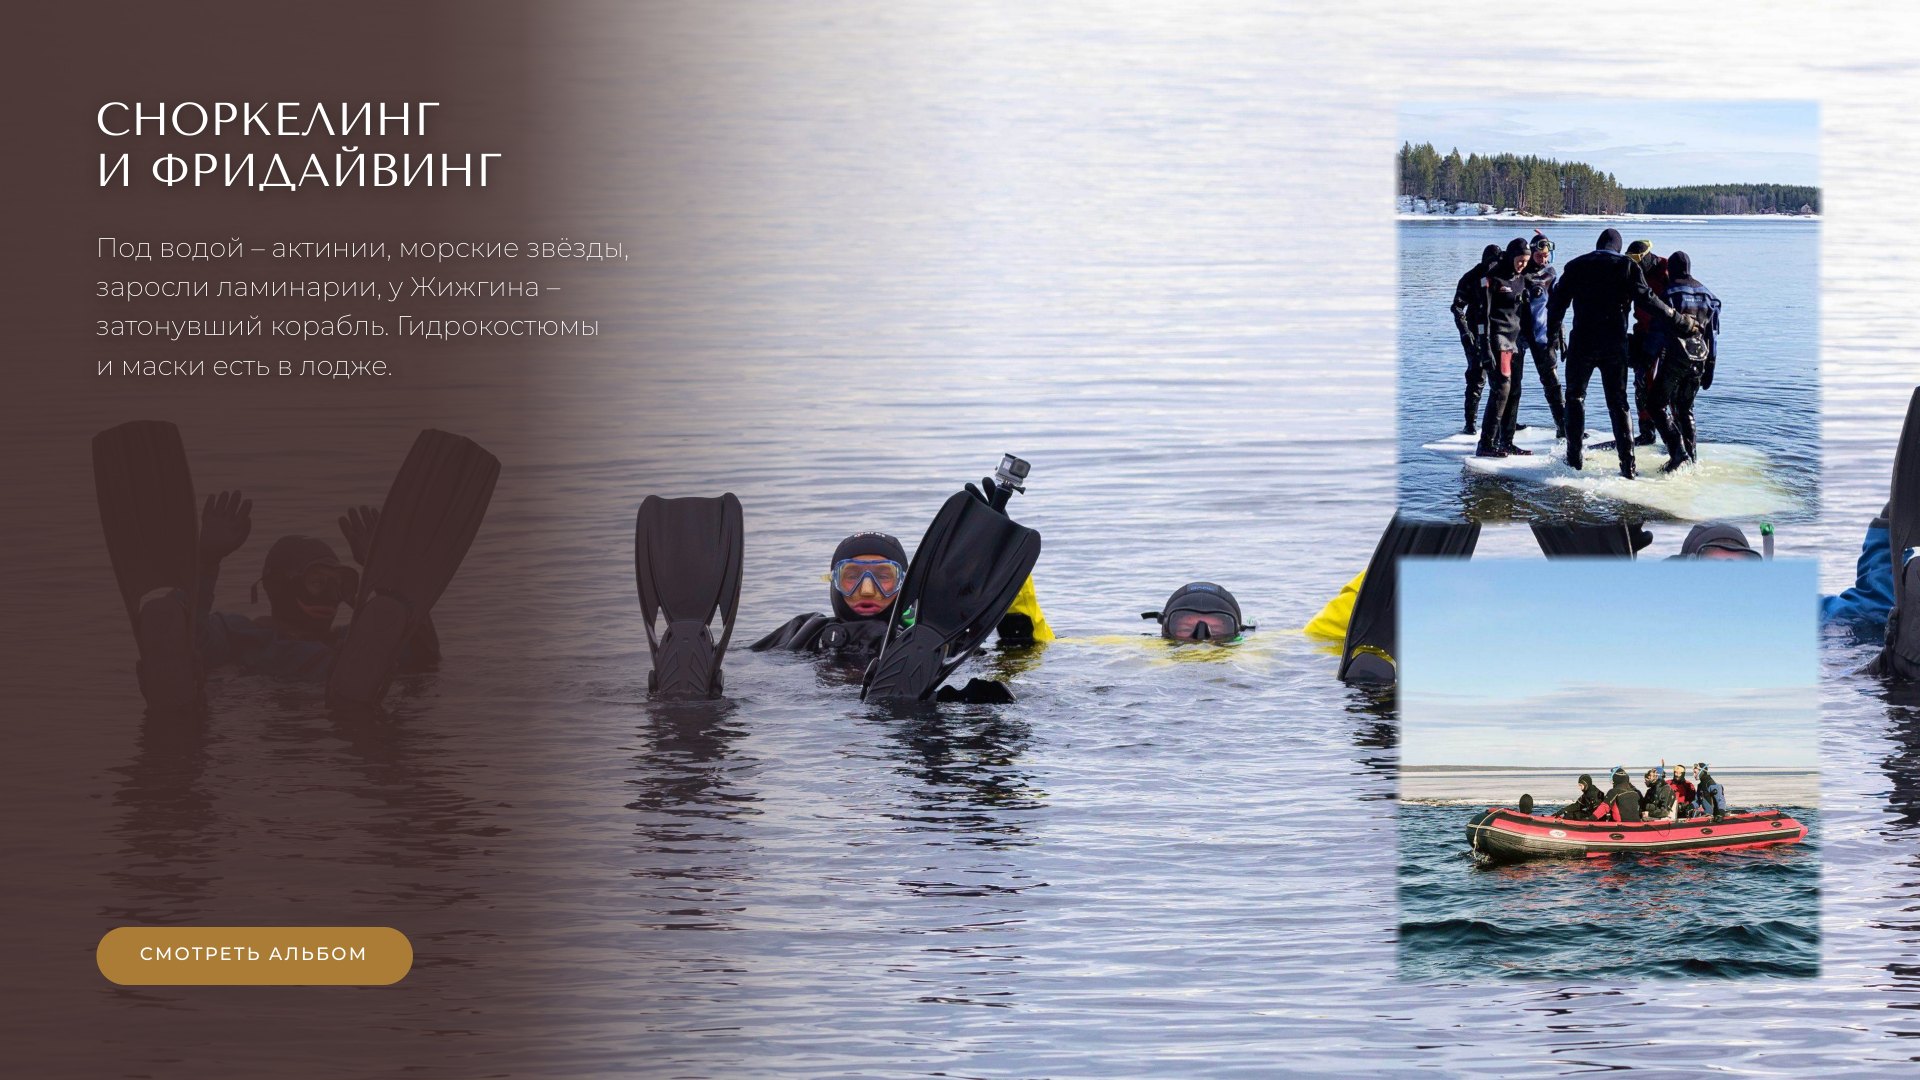 СНОРКЕЛИНГ
И ФРИДАЙВИНГ
Под водой – актинии, морские звёзды,
заросли ламинарии, у Жижгина –
затонувший корабль. Гидрокостюмы
и маски есть в лодже.
СМОТРЕТЬ АЛЬБОМ